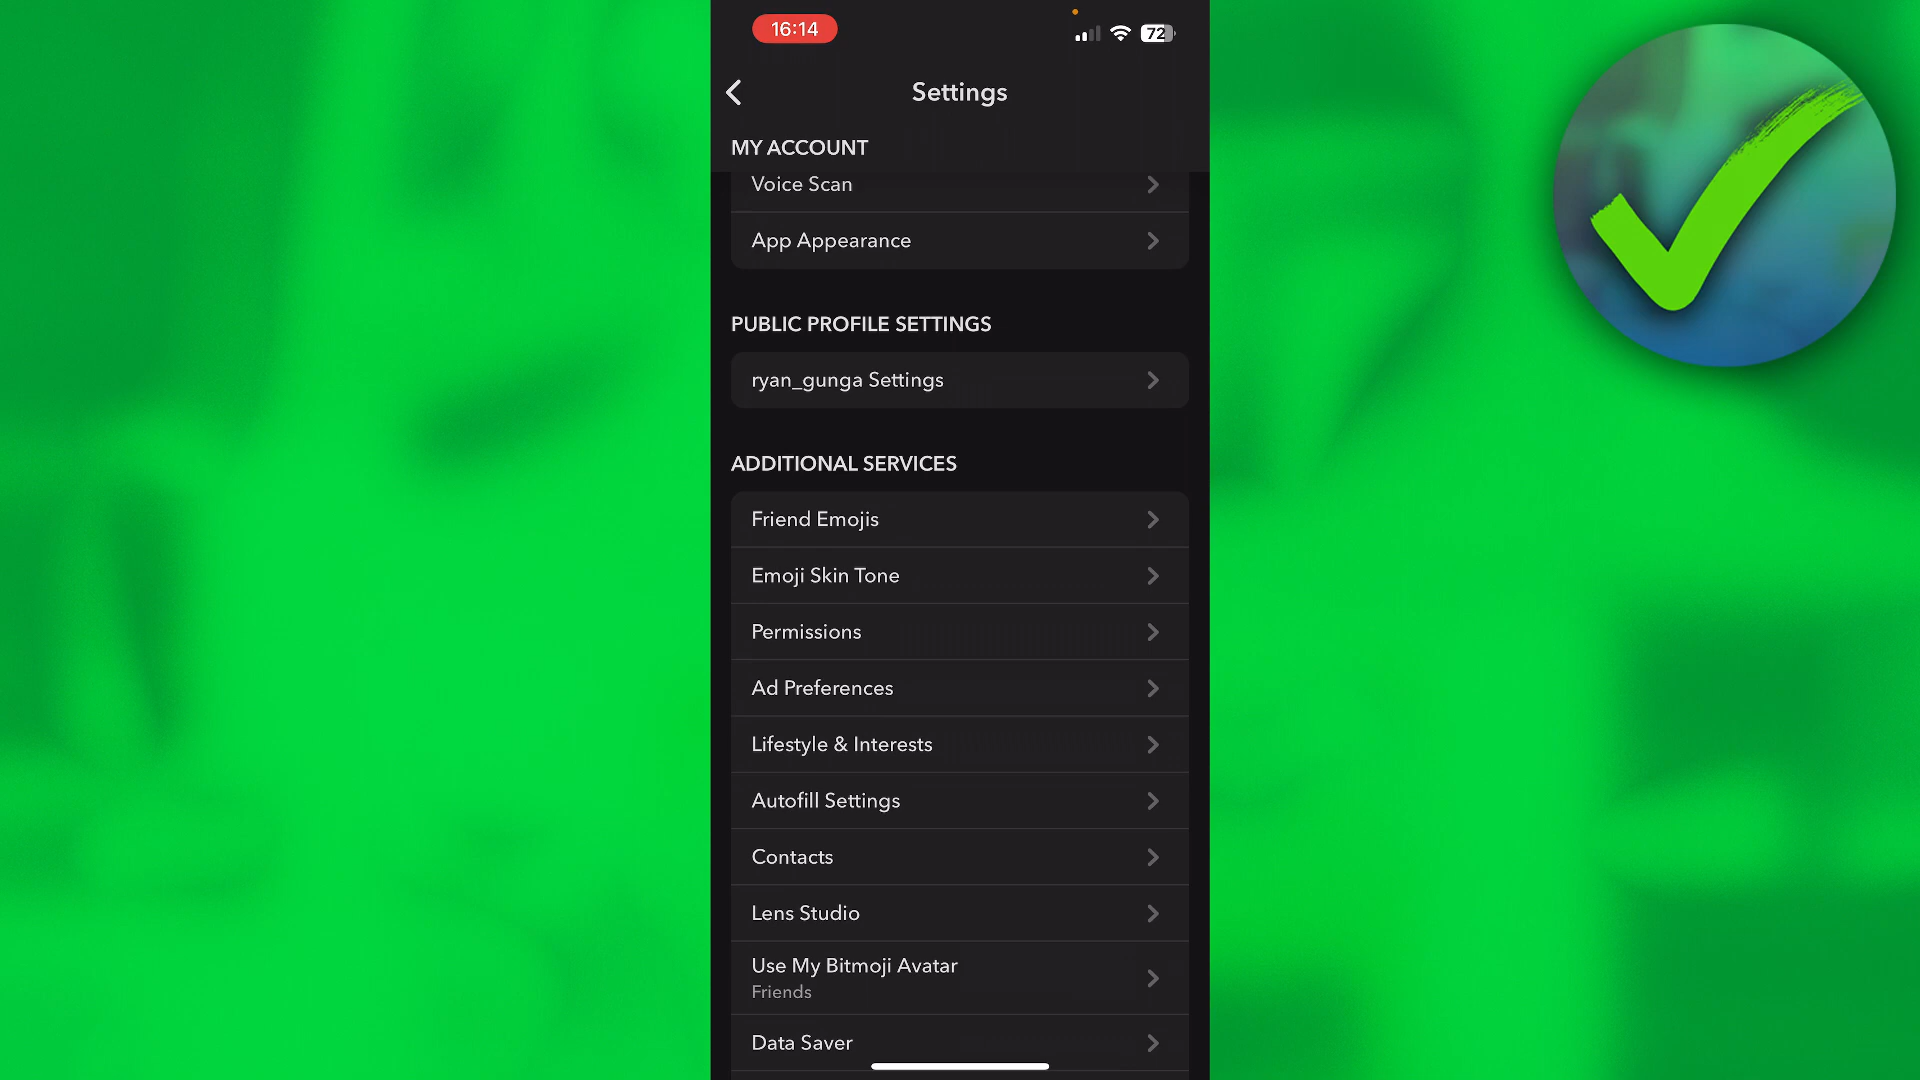 16:14
72
Settings
MY ACCOUNT
Voice Scan
App Appearance
PUBLIC PROFILE SETTINGS
ryan_gunga Settings
ADDITIONAL SERVICES
Friend Emojis
Emoji Skin Tone
Permissions
Ad Preferences
Lifestyle & Interests
Autofill Settings
Contacts
Lens Studio
Use My Bitmoji Avatar
Friends
Data Saver